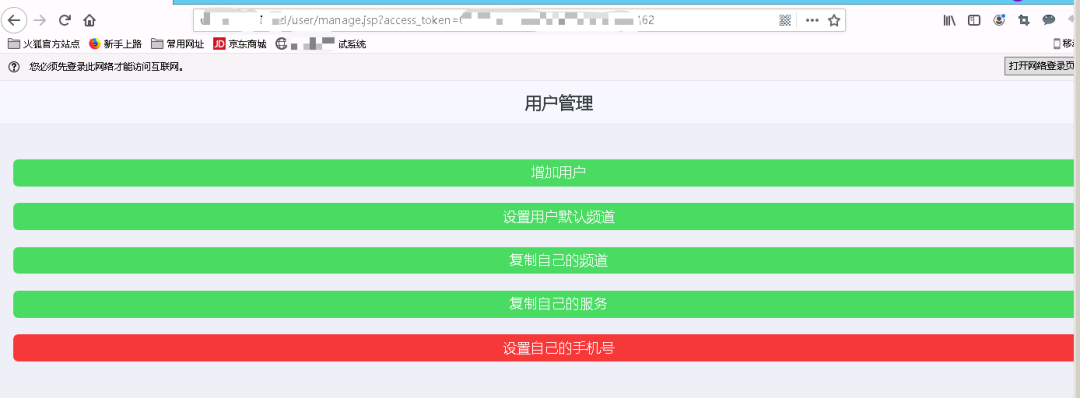 d/user/manage.jsp?access_token= 62
火狐官方站点 新手上路 常用网址 JD 京东商城 试系统 移
您必须先登录此网络才能访问互联网。 打开网络登录页
用户管理
增加用户
设置用户默认频道
复制自己的频道
复制自己的服务
设置自己的手机号